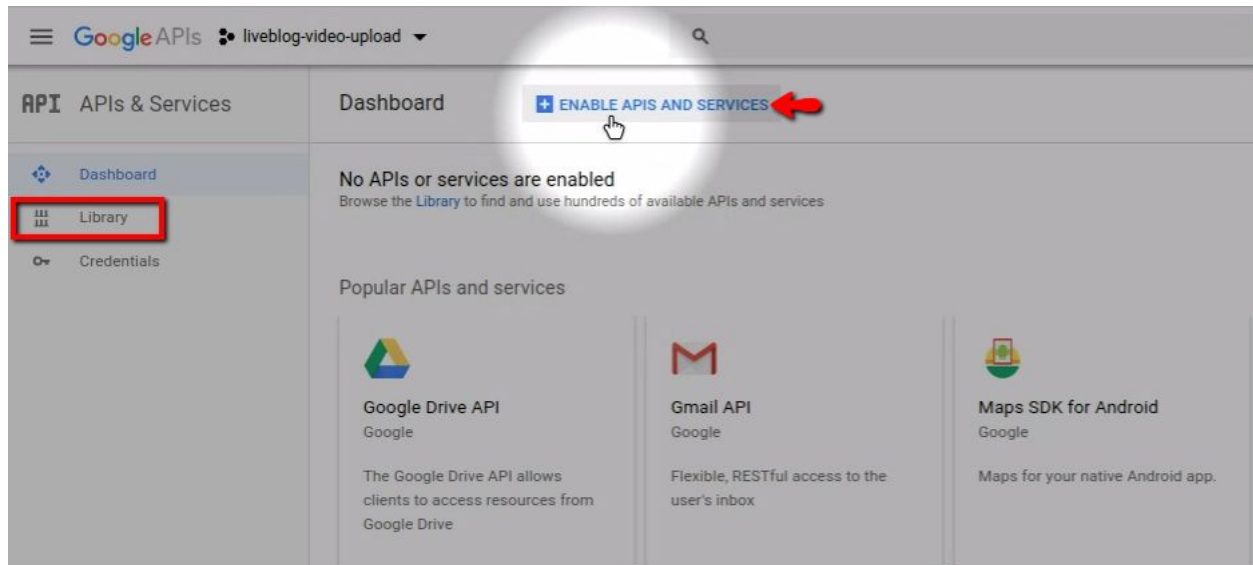 Google APIs liveblog-video-upload
API APIs & Services
Dashboard
ENABLE APIS AND SERVICES
Dashboard
Library
Credentials
No APIs or services are enabled
Browse the Library to find and use hundreds of available APIs and services
Popular APIs and services
Google Drive API
Google
The Google Drive API allows
clients to access resources from
Google Drive
Gmail API
Google
Flexible, RESTful access to the
user's inbox
Maps SDK for Android
Google
Maps for your native Android app.